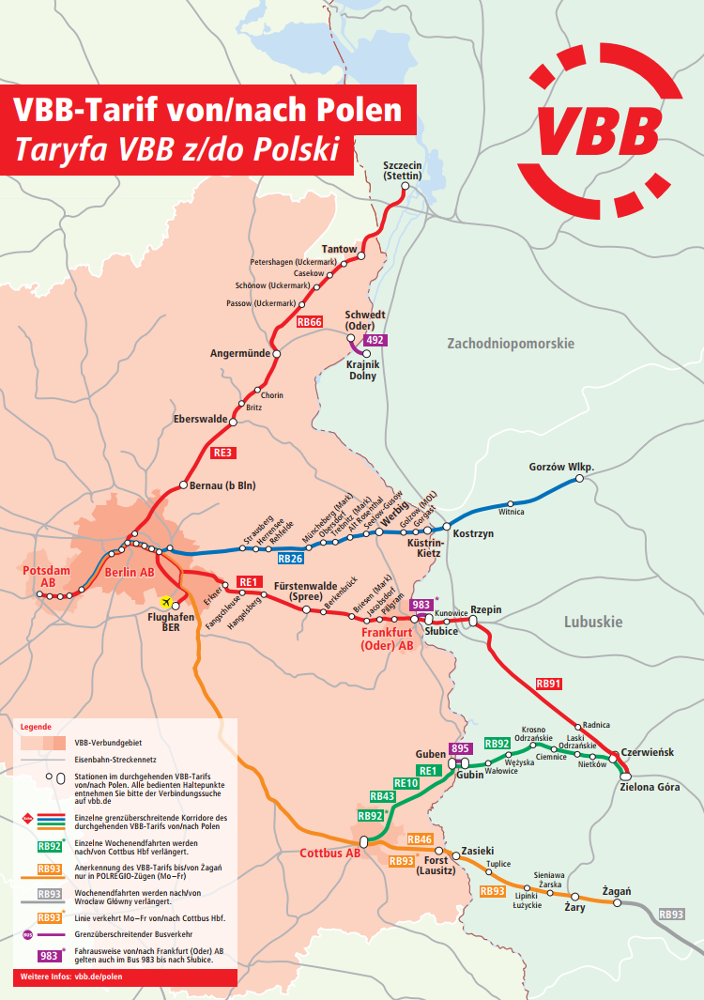 VBB-Tarif von/nach Polen
Taryfa VBB z/do Polski
VBB
Szczecin
(Stettin)
Tantow
Petershagen (Uckermark)
Casekow
Schönow (Uckermark)
Passow (Uckermark)
RB66
Schwedt
(Oder)
492
Krajnik
Dolny
Zachodniopomorskie
Angermünde
Chorin
Britz
Eberswalde
RE3
Bernau (b Bln)
Gorzów Wlkp.
Witnica
Kostrzyn
Küstrin-
Kietz
Gorgast
Golzow (MOL)
Werbig
Seelow-Gusow
Alt Rosenthal
Trebnitz (Mark)
Obersdorf
Müncheberg (Mark)
Rehfelde
Herrensee
Strausberg
RB26
Potsdam
AB
Berlin AB
Flughafen
BER
Erkner
Fangschleuse
Hangelsberg
RE1
Fürstenwalde
(Spree)
Berkenbrück
Briesen (Mark)
Jacobsdorf
Pillgram
Frankfurt
(Oder) AB
983*
Słubice
Kunowice
Rzepin
Lubuskie
RB91
Radnica
Czerwieńsk
Zielona Góra
Nietków
Laski
Odrzańskie
Ciemnice
Krosno
Odrzańskie
Wężyska
Wałowice
RB92
895
Guben
Gubin
RE1
RE10
RB43
RB92*
Cottbus AB
RB46
RB93*
Forst
(Lausitz)
Zasieki
Tuplice
RB93
Lipinki
Łużyckie
Sieniawa
Żarska
Żary
Żagań
RB93
Legende
VBB-Verbundgebiet
Eisenbahn-Streckennetz
Stationen im durchgehenden VBB-Tarifs
von/nach Polen. Alle bedienten Haltepunkte
entnehmen Sie bitte der Verbindungssuche
auf vbb.de
Einzelne grenzüberschreitende Korridore des
durchgehenden VBB-Tarifs von/nach Polen
RB92*
Einzelne Wochenendfahrten werden
nach/von Cottbus Hbf verlängert.
RB93
Anerkennung des VBB-Tarifs bis/von Żagań
nur in POLREGIO-Zügen (Mo–Fr)
RB93
Wochenendfahrten werden nach/von
Wrocław Główny verlängert.
RB93*
Linie verkehrt Mo–Fr von/nach Cottbus Hbf.
BUS
Grenzüberschreitender Busverkehr
983*
Fahrausweise von/nach Frankfurt (Oder) AB
gelten auch im Bus 983 bis nach Słubice.
Weitere Infos: vbb.de/polen